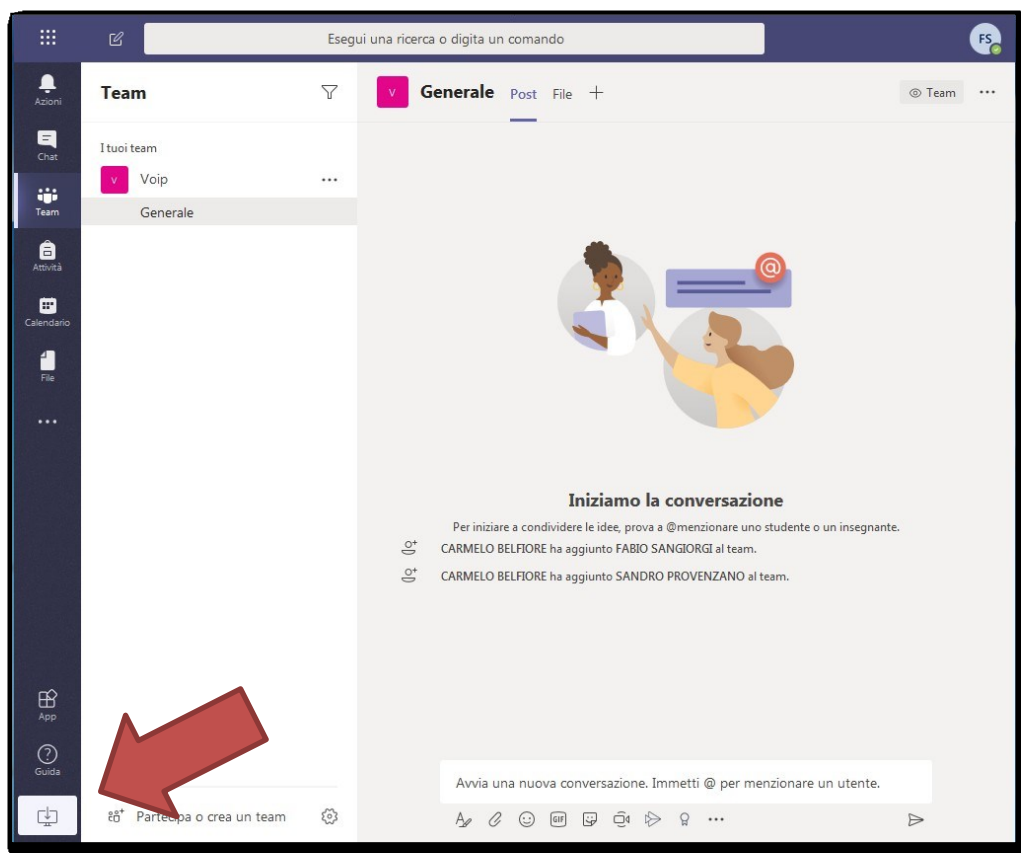 Esegui una ricerca o digita un comando
FS
Azioni
Chat
Team
Attività
Calendario
File
App
Guida
Team
I tuoi team
V Voip
Generale
Partecipa o crea un team
V Generale Post File
Team
@
Iniziamo la conversazione
Per iniziare a condividere le idee, prova a @menzionare uno studente o un insegnante.
CARMELO BELFIORE ha aggiunto FABIO SANGIORGI al team.
CARMELO BELFIORE ha aggiunto SANDRO PROVENZANO al team.
Avvia una nuova conversazione. Immetti @ per menzionare un utente.
GIF